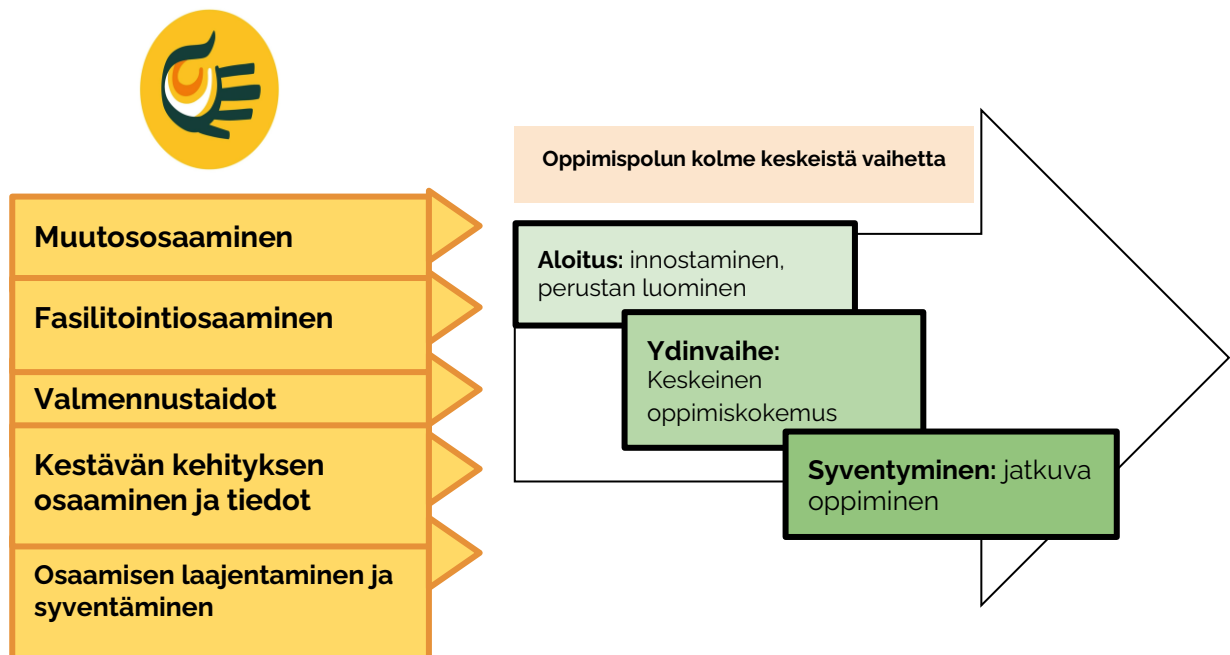 Muutososaaminen
Fasilitointiosaaminen
Valmennustaidot
Kestävän kehityksen
osaaminen ja tiedot
Osaamisen laajentaminen ja
syventäminen
Oppimispolun kolme keskeistä vaihetta
Aloitus: innostaminen,
perustan luominen
Ydinvaihe:
Keskeinen
oppimiskokemus
Syventyminen: jatkuva
oppiminen